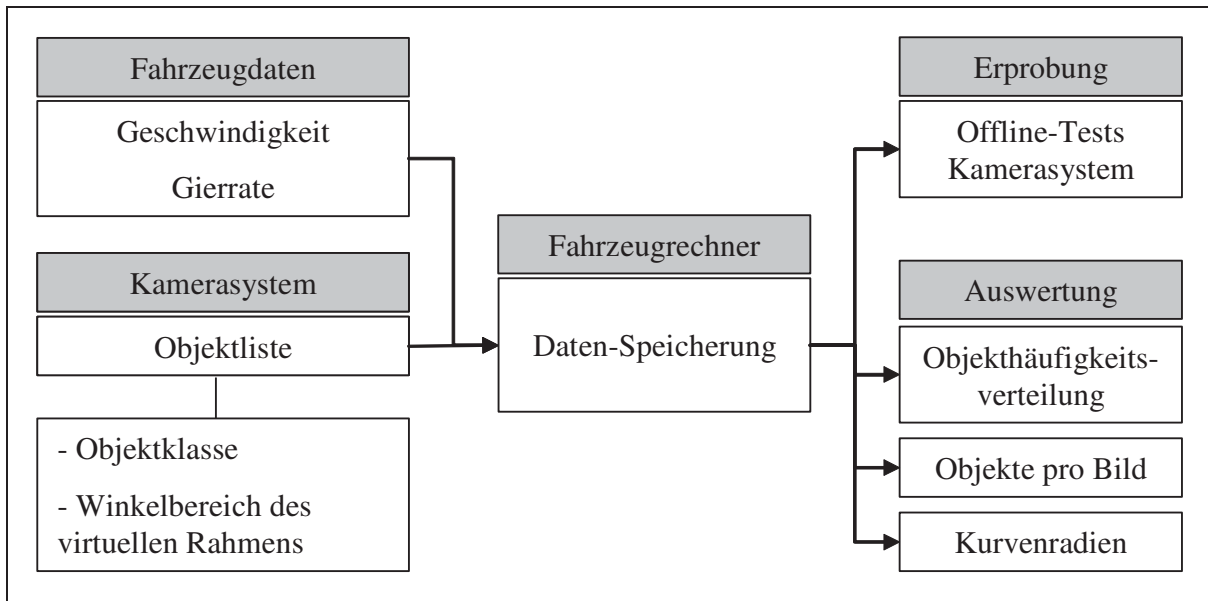 Fahrzeugdaten
Geschwindigkeit
Gierrate
Kamerasystem
Objektliste
- Objektklasse
- Winkelbereich des
virtuellen Rahmens
Fahrzeugrechner
Daten-Speicherung
Erprobung
Offline-Tests
Kamerasystem
Auswertung
Objekthäufigkeits-
verteilung
Objekte pro Bild
Kurvenradien